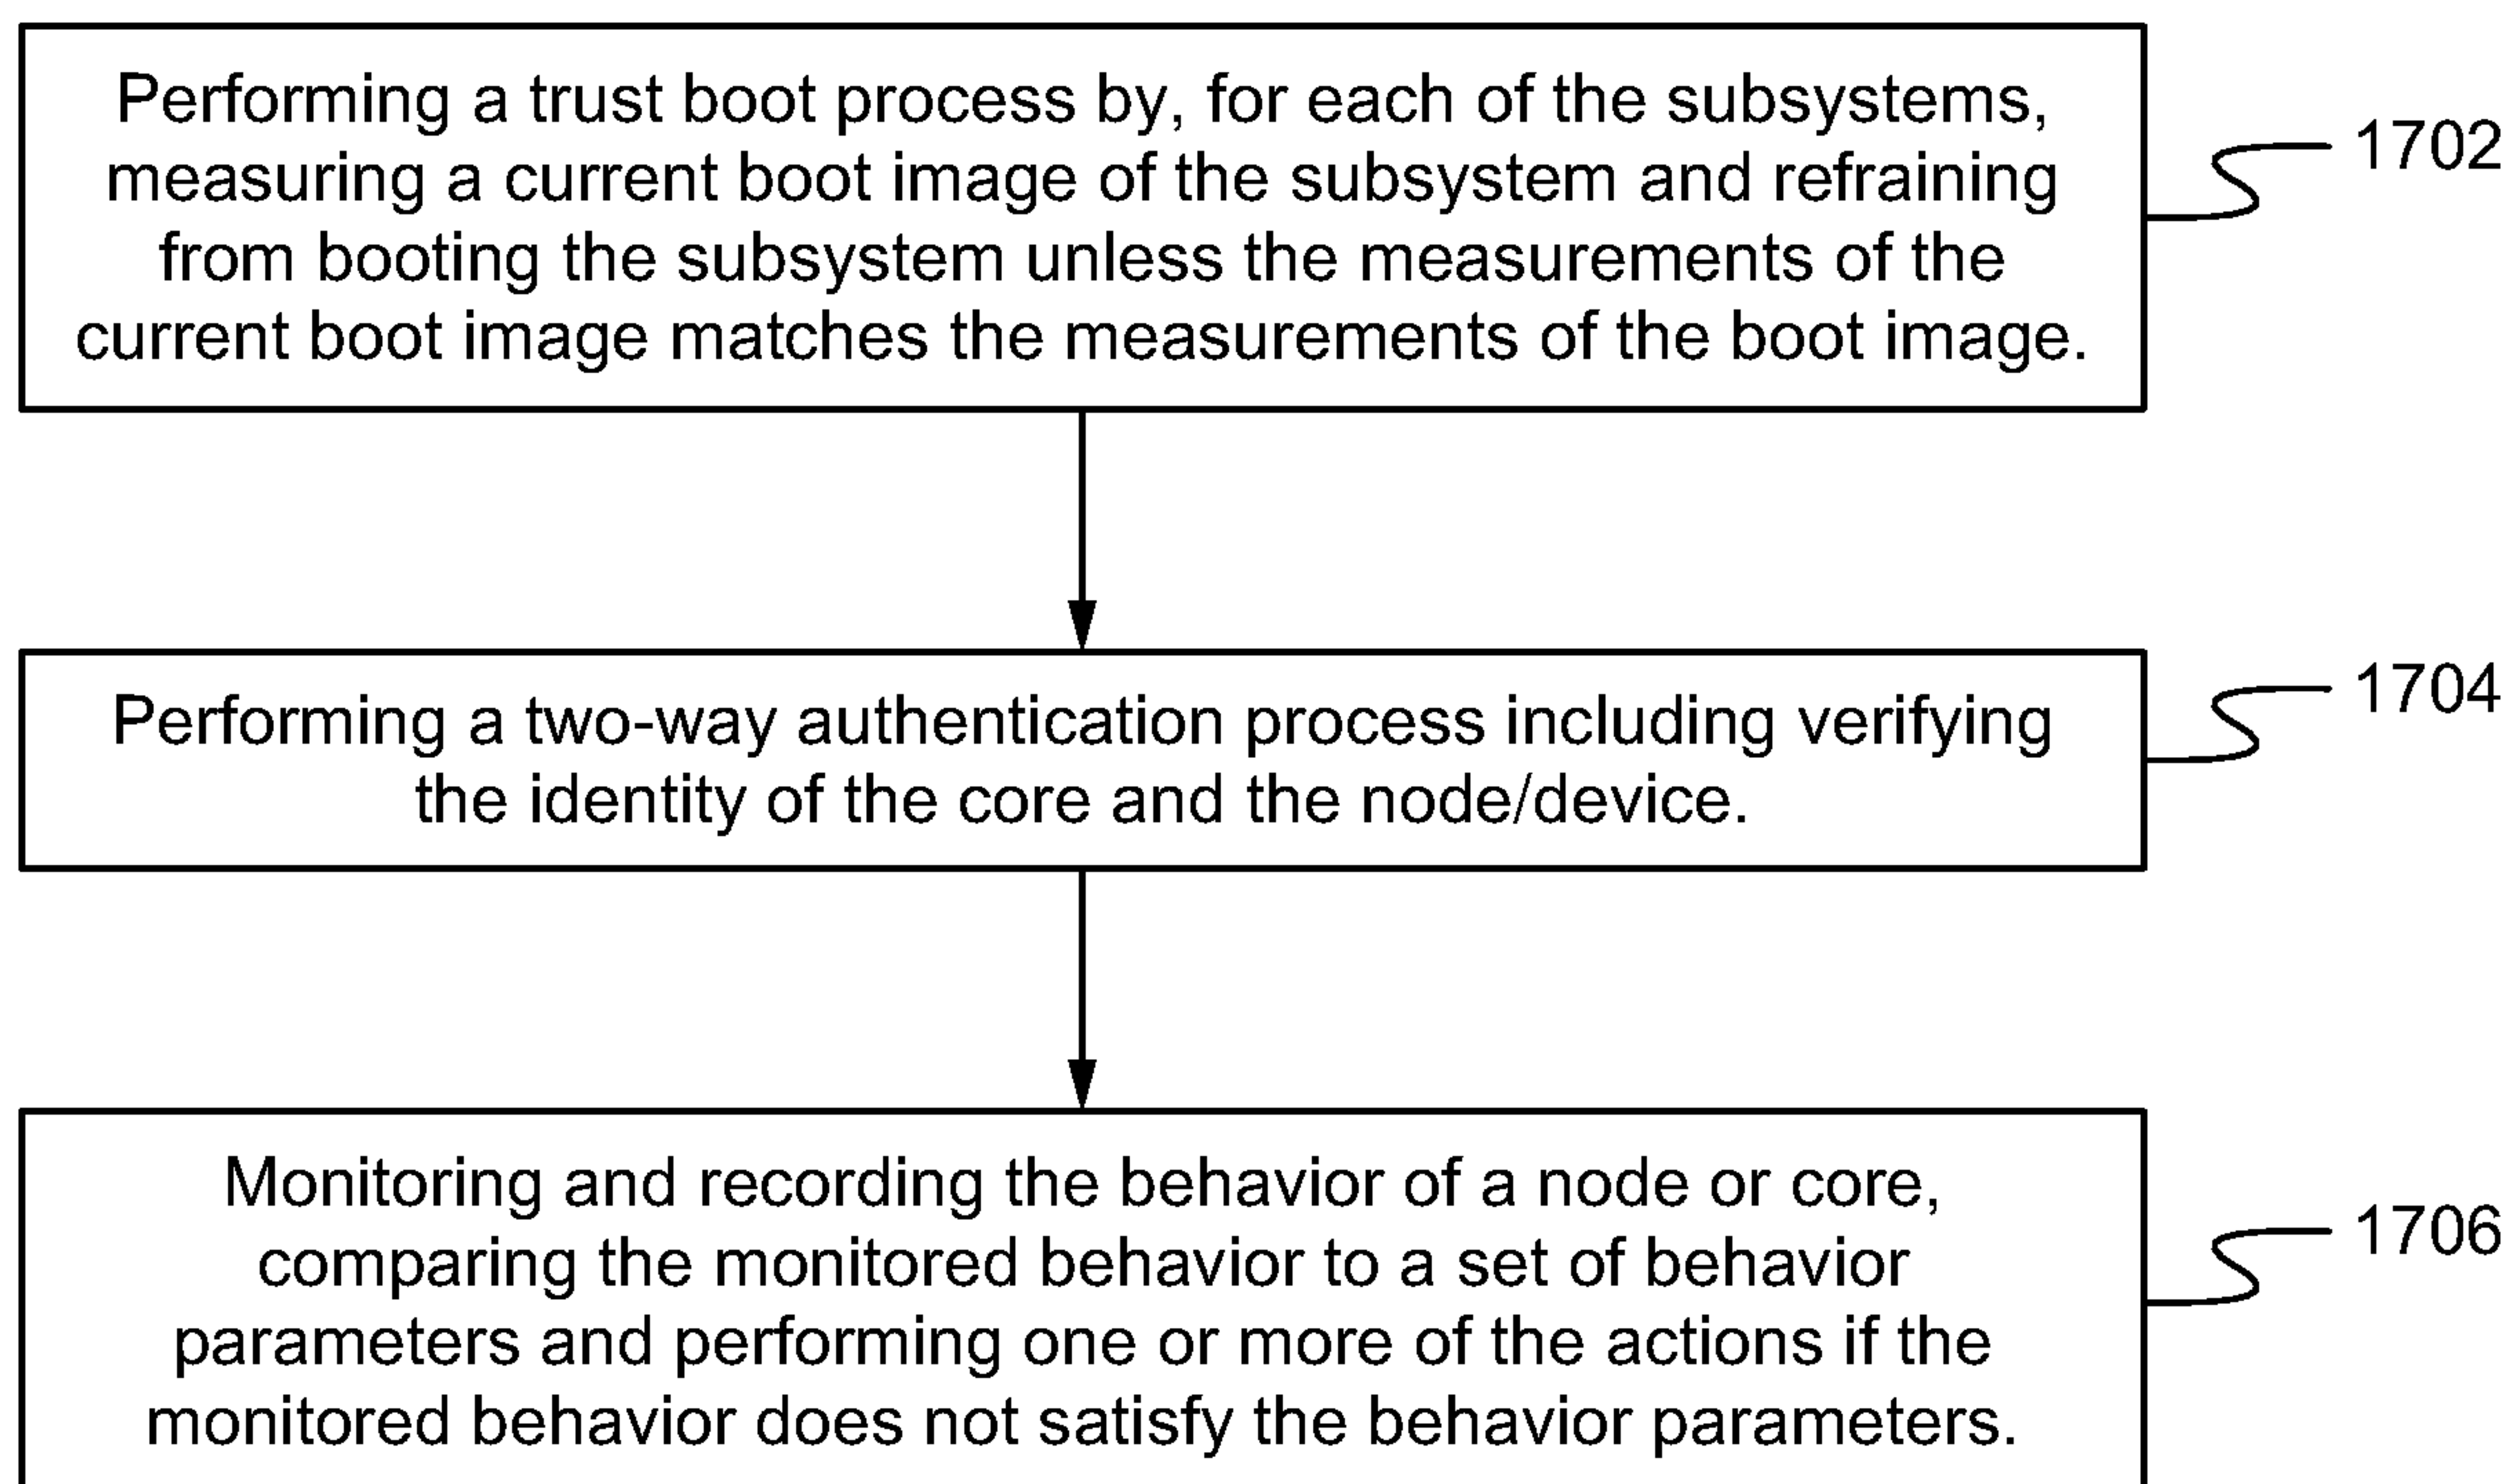 Performing a trust boot process by, for each of the subsystems,
measuring a current boot image of the subsystem and refraining
from booting the subsystem unless the measurements of the
current boot image matches the measurements of the boot image.
1702
Performing a two-way authentication process including verifying
the identity of the core and the node/device.
1704
Monitoring and recording the behavior of a node or core,
comparing the monitored behavior to a set of behavior
parameters and performing one or more of the actions if the
monitored behavior does not satisfy the behavior parameters.
1706